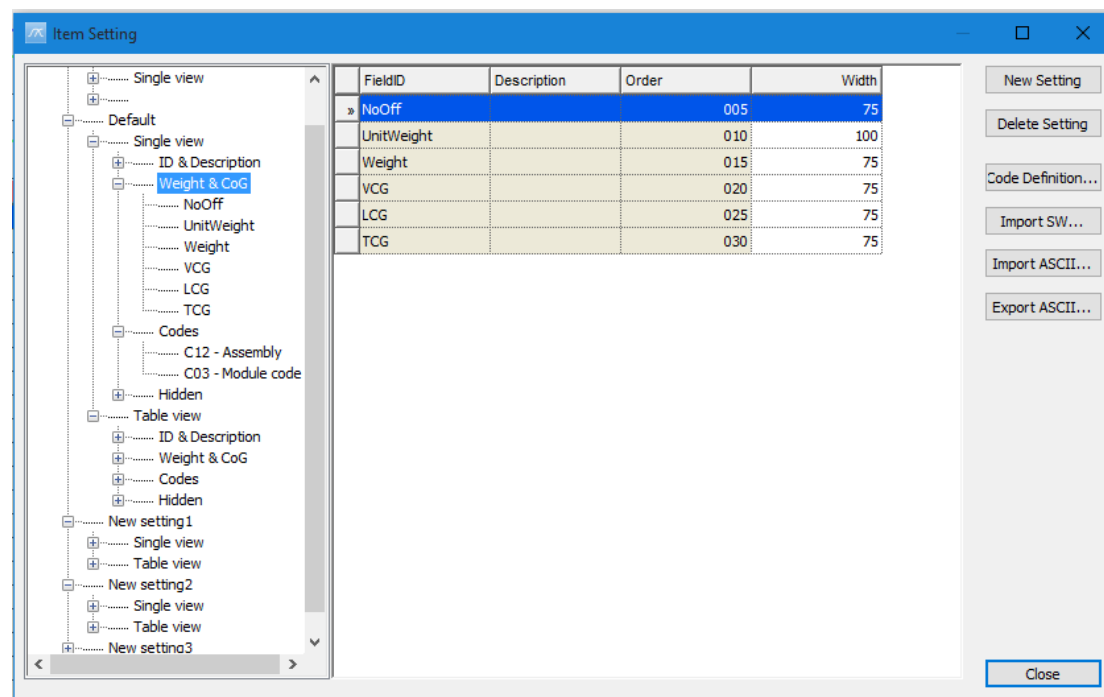 Item Setting
Single view
Default
Single view
ID & Description
Weight & CoG
NoOff
UnitWeight
Weight
VCG
LCG
TCG
Codes
C12 - Assembly
C03 - Module code
Hidden
Table view
ID & Description
Weight & CoG
Codes
Hidden
New setting1
Single view
Table view
New setting2
Single view
Table view
New setting3
FieldID Description Order Width
» NoOff 005 75
UnitWeight 010 100
Weight 015 75
VCG 020 75
LCG 025 75
TCG 030 75
New Setting
Delete Setting
Code Definition...
Import SW...
Import ASCII...
Export ASCII...
Close